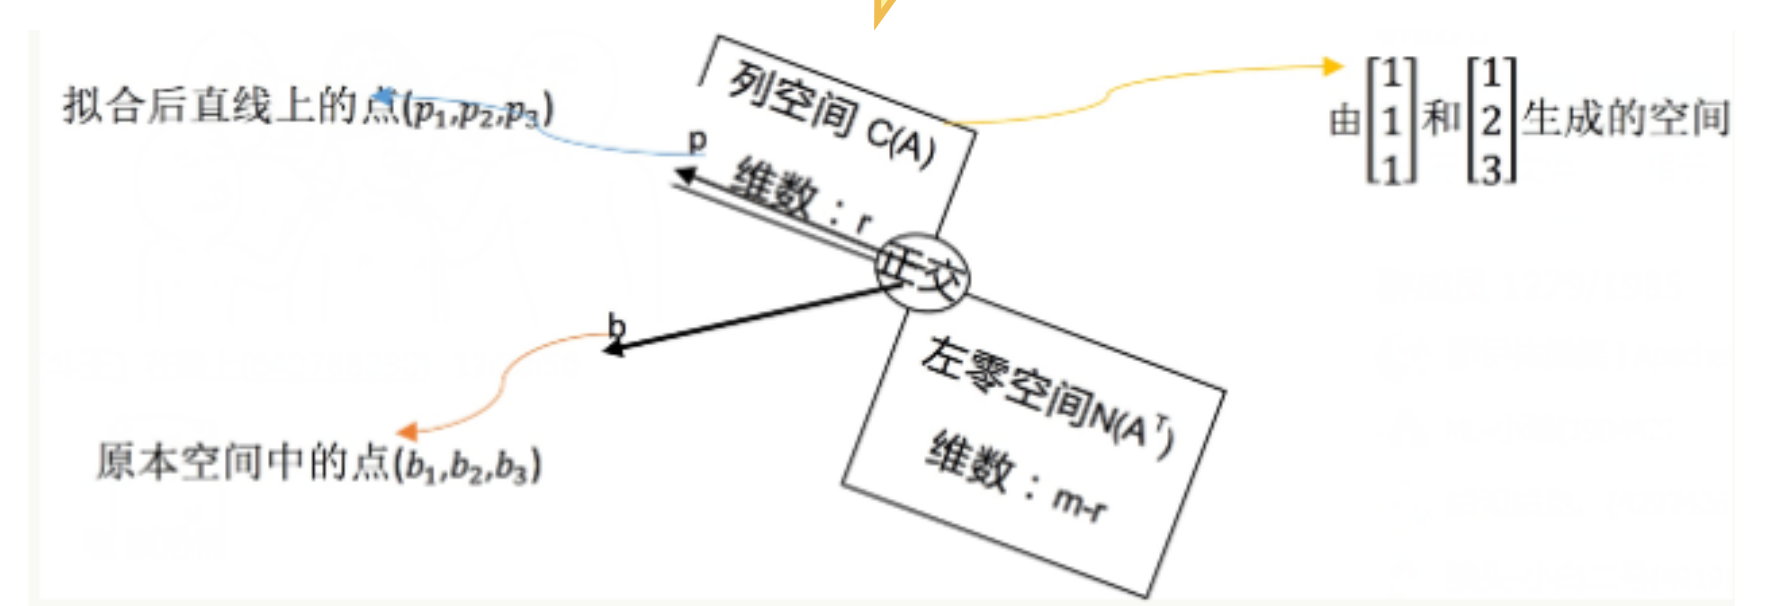 拟合后直线上的点(p₁,p₂,p₃)
列空间 C(A)
维数：r
p
正交
b
原本空间中的点(b₁,b₂,b₃)
左零空间N(Aᵀ)
维数：m-r
由[1 1 1]和[1 2 3]生成的空间